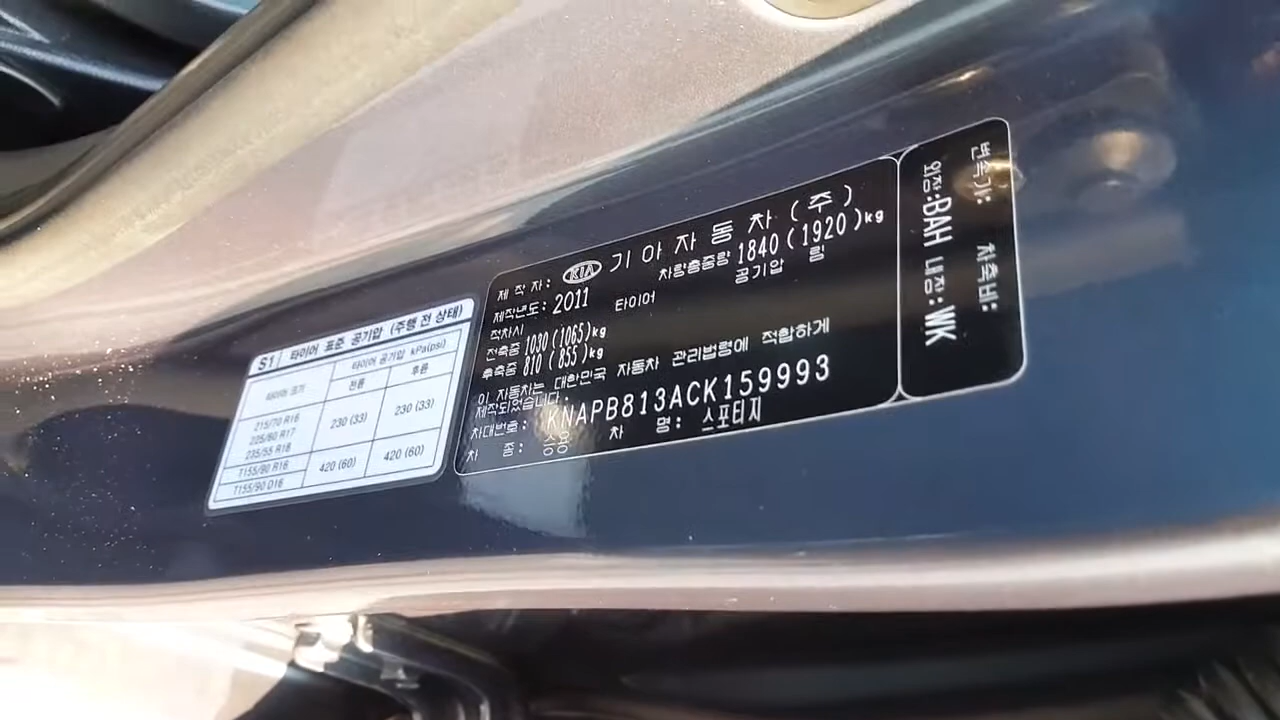 S1 타이어 표준 공기압 (주행 전 상태)
타이어 크기 타이어 공기압 kPa(psi)
전륜 후륜
215/70 R16
225/60 R17
235/55 R18
230 (33) 230 (33)
T155/90 R16
T155/90 D16
420 (60) 420 (60)
제 작 자: KIA 기 아 자 동 차 (주)
제작년도: 2011 차량총중량 1840 (1920)kg
적차시 타이어 공기압 림
전축중 1030 (1065)kg
후축중 810 (855)kg
이 자동차는 대한민국 자동차 관리법령에 적합하게
제작되었습니다.
차대번호: KNAPB813ACK159993
차 종: 승용 차 명: 스포티지
변속기: 차축비:
외장:BAH 내장:WK